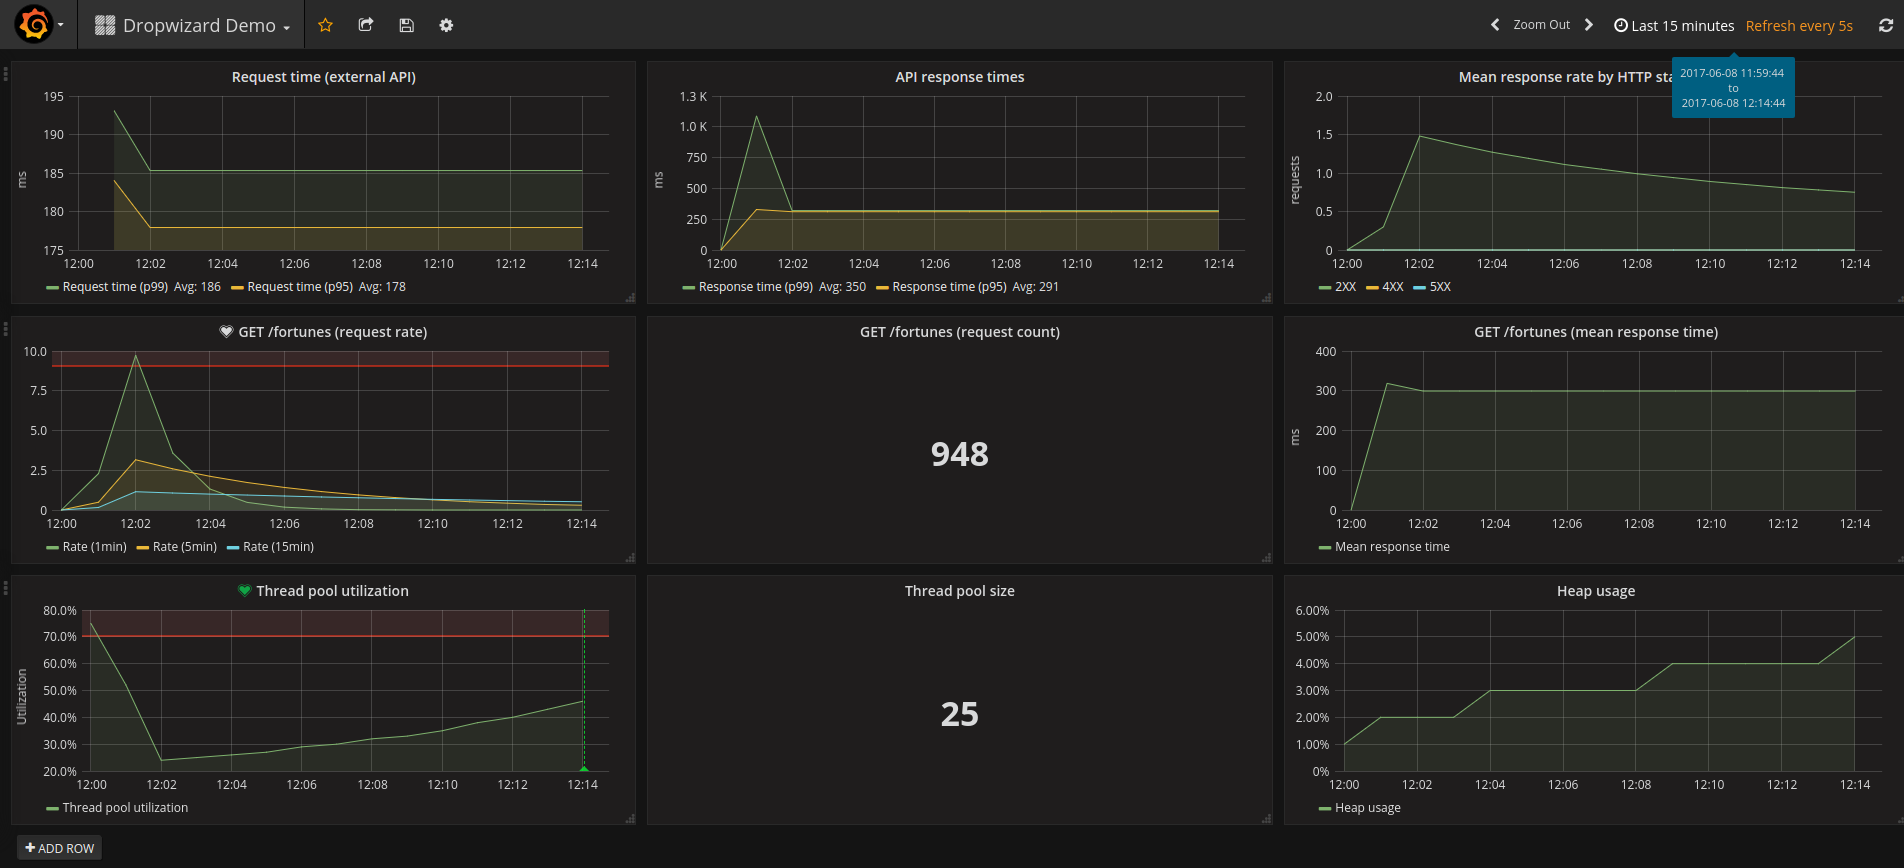 Dropwizard Demo
Zoom Out
Last 15 minutes Refresh every 5s
2017-06-08 11:59:44
to
2017-06-08 12:14:44
Request time (external API)
195
190
185
180
175
ms
12:00 12:02 12:04 12:06 12:08 12:10 12:12 12:14
Request time (p99) Avg: 186 Request time (p95) Avg: 178
API response times
1.3 K
1.0 K
750
500
250
0
ms
12:00 12:02 12:04 12:06 12:08 12:10 12:12 12:14
Response time (p99) Avg: 350 Response time (p95) Avg: 291
Mean response rate by HTTP sta
2.0
1.5
1.0
0.5
0
requests
12:00 12:02 12:04 12:06 12:08 12:10 12:12 12:14
2XX 4XX 5XX
GET /fortunes (request rate)
10.0
7.5
5.0
2.5
0
12:00 12:02 12:04 12:06 12:08 12:10 12:12 12:14
Rate (1min) Rate (5min) Rate (15min)
GET /fortunes (request count)
948
GET /fortunes (mean response time)
400
300
200
100
0
ms
12:00 12:02 12:04 12:06 12:08 12:10 12:12 12:14
Mean response time
Thread pool utilization
80.0%
70.0%
60.0%
50.0%
40.0%
30.0%
20.0%
Utilization
12:00 12:02 12:04 12:06 12:08 12:10 12:12 12:14
Thread pool utilization
Thread pool size
25
Heap usage
6.00%
5.00%
4.00%
3.00%
2.00%
1.00%
0%
12:00 12:02 12:04 12:06 12:08 12:10 12:12 12:14
Heap usage
+ ADD ROW